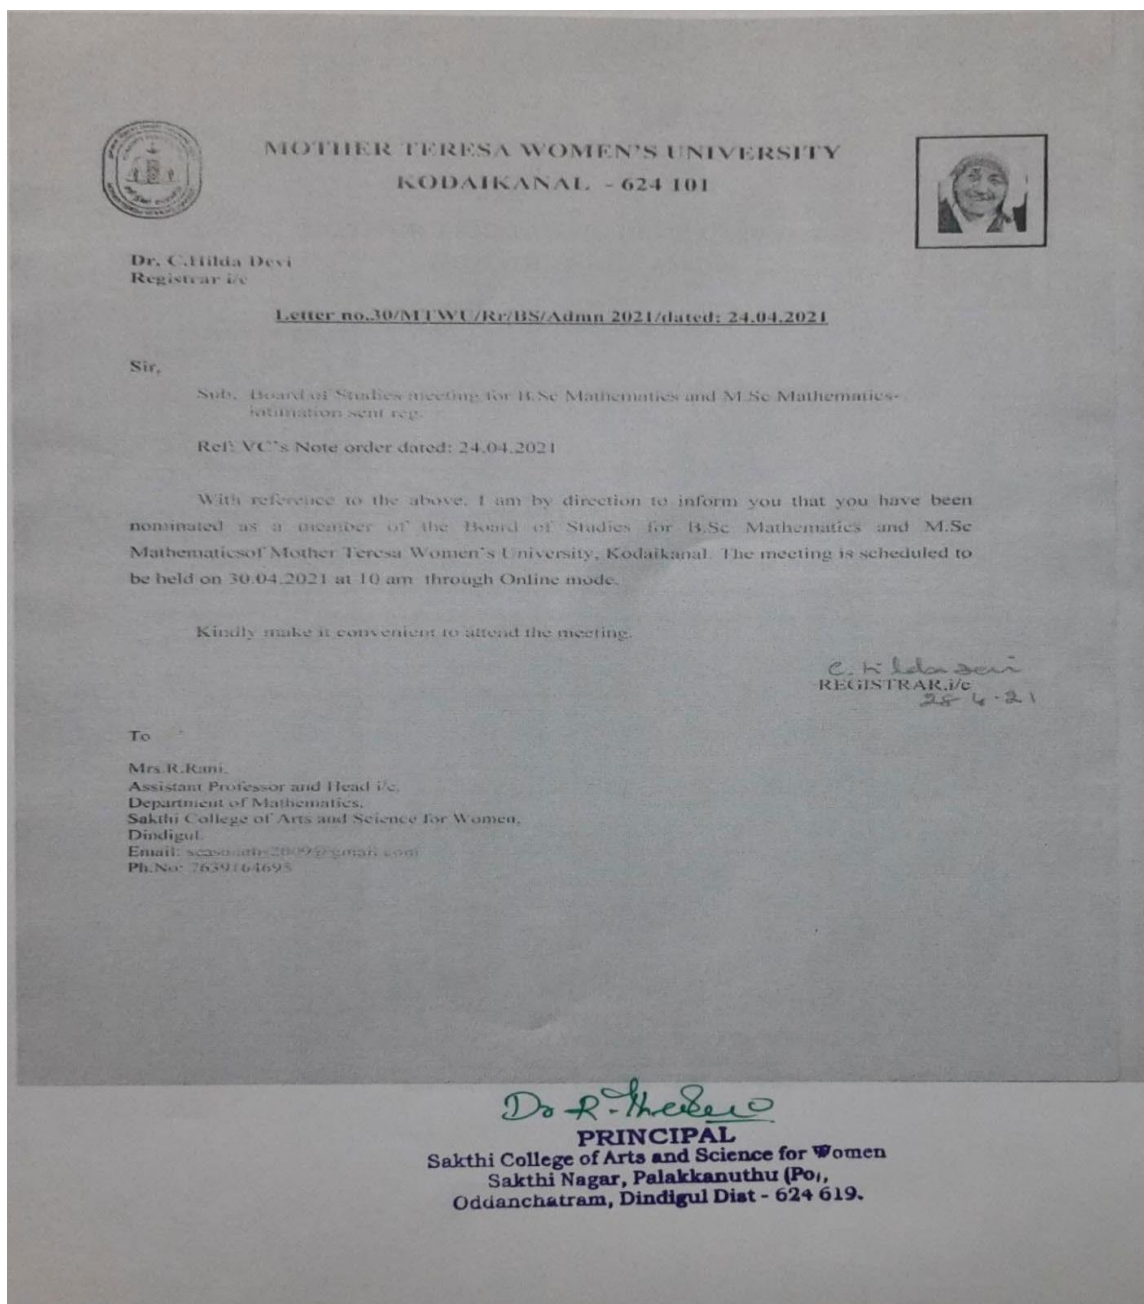 MOTHER TERESA WOMEN'S UNIVERSITY
KODAIKANAL - 624 101
Dr. C.Hilda Devi
Registrar i/c
Letter no.30/MTWU/Rr/BS/Admn 2021/dated: 24.04.2021
Sir,
Sub. Board of Studies meeting for B.Sc Mathematics and M.Sc Mathematics-
intimation sent reg.
Ref: VC's Note order dated: 24.04.2021
With reference to the above, I am by direction to inform you that you have been
nominated as a member of the Board of Studies for B.Sc Mathematics and M.Sc
Mathematicsof Mother Teresa Women's University, Kodaikanal. The meeting is scheduled to
be held on 30.04.2021 at 10 am through Online mode.
Kindly make it convenient to attend the meeting.
C. Hilda Devi
REGISTRAR.i/c
28 4.21
To
Mrs.R.Rani,
Assistant Professor and Head i/c,
Department of Mathematics,
Sakthi College of Arts and Science for Women,
Dindigul.
Email:
Ph.No: 7639164695
Dr R.
PRINCIPAL
Sakthi College of Arts and Science for Women
Sakthi Nagar, Palakkanuthu (Po),
Oddanchatram, Dindigul Dist - 624 619.